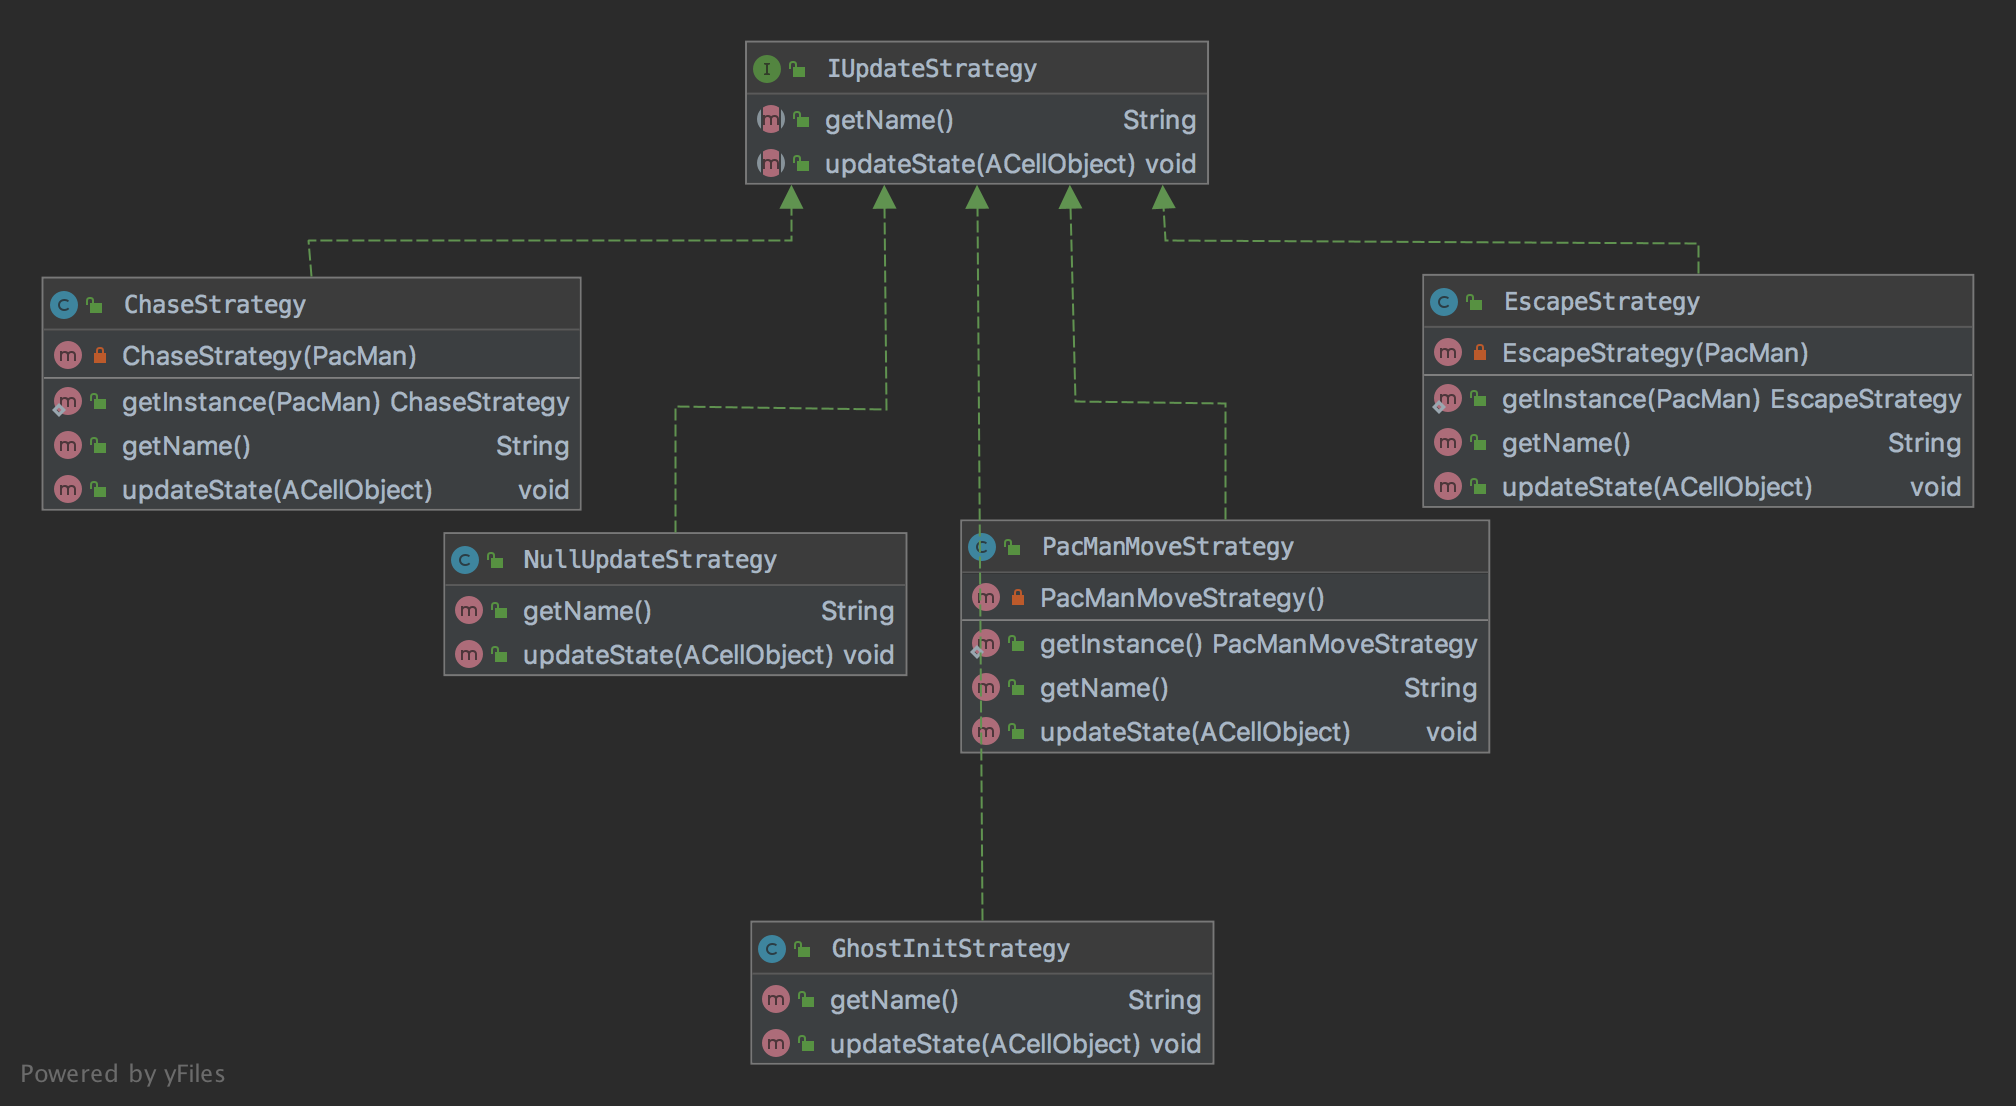 IUpdateStrategy
getName() String
updateState(ACellObject) void
ChaseStrategy
ChaseStrategy(PacMan)
getInstance(PacMan) ChaseStrategy
getName() String
updateState(ACellObject) void
EscapeStrategy
EscapeStrategy(PacMan)
getInstance(PacMan) EscapeStrategy
getName() String
updateState(ACellObject) void
NullUpdateStrategy
getName() String
updateState(ACellObject) void
PacManMoveStrategy
PacManMoveStrategy()
getInstance() PacManMoveStrategy
getName() String
updateState(ACellObject) void
GhostInitStrategy
getName() String
updateState(ACellObject) void
Powered by yFiles